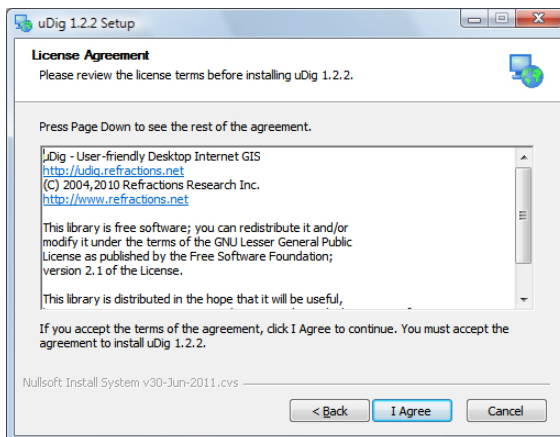 uDig 1.2.2 Setup
License Agreement
Please review the license terms before installing uDig 1.2.2.
Press Page Down to see the rest of the agreement.
uDig - User-friendly Desktop Internet GIS
http://udig.refractions.net
(C) 2004,2010 Refractions Research Inc.
http://www.refractions.net
This library is free software; you can redistribute it and/or
modify it under the terms of the GNU Lesser General Public
License as published by the Free Software Foundation;
version 2.1 of the License.
This library is distributed in the hope that it will be useful,
If you accept the terms of the agreement, click I Agree to continue. You must accept the
agreement to install uDig 1.2.2.
Nullsoft Install System v30-Jun-2011.cvs
< Back I Agree Cancel